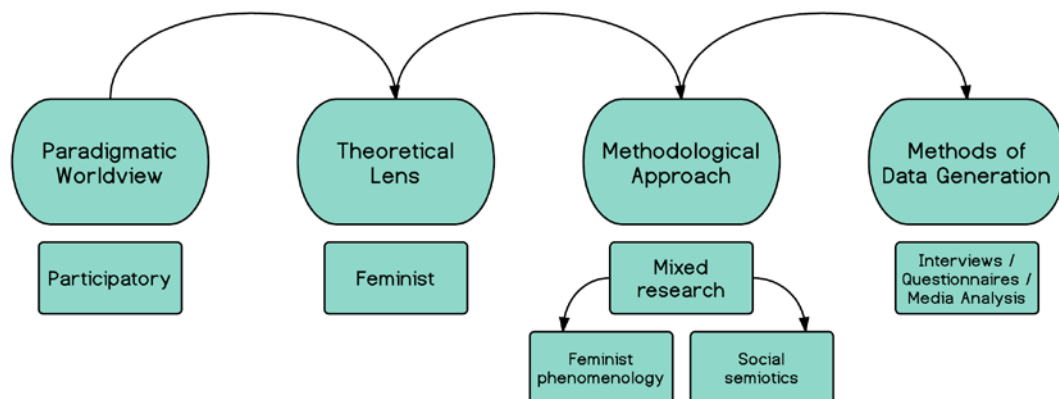 Paradigmatic
Worldview
Theoretical
Lens
Methodological
Approach
Methods of
Data Generation
Participatory
Feminist
Mixed
research
Interviews /
Questionnaires /
Media Analysis
Feminist
phenomenology
Social
semiotics